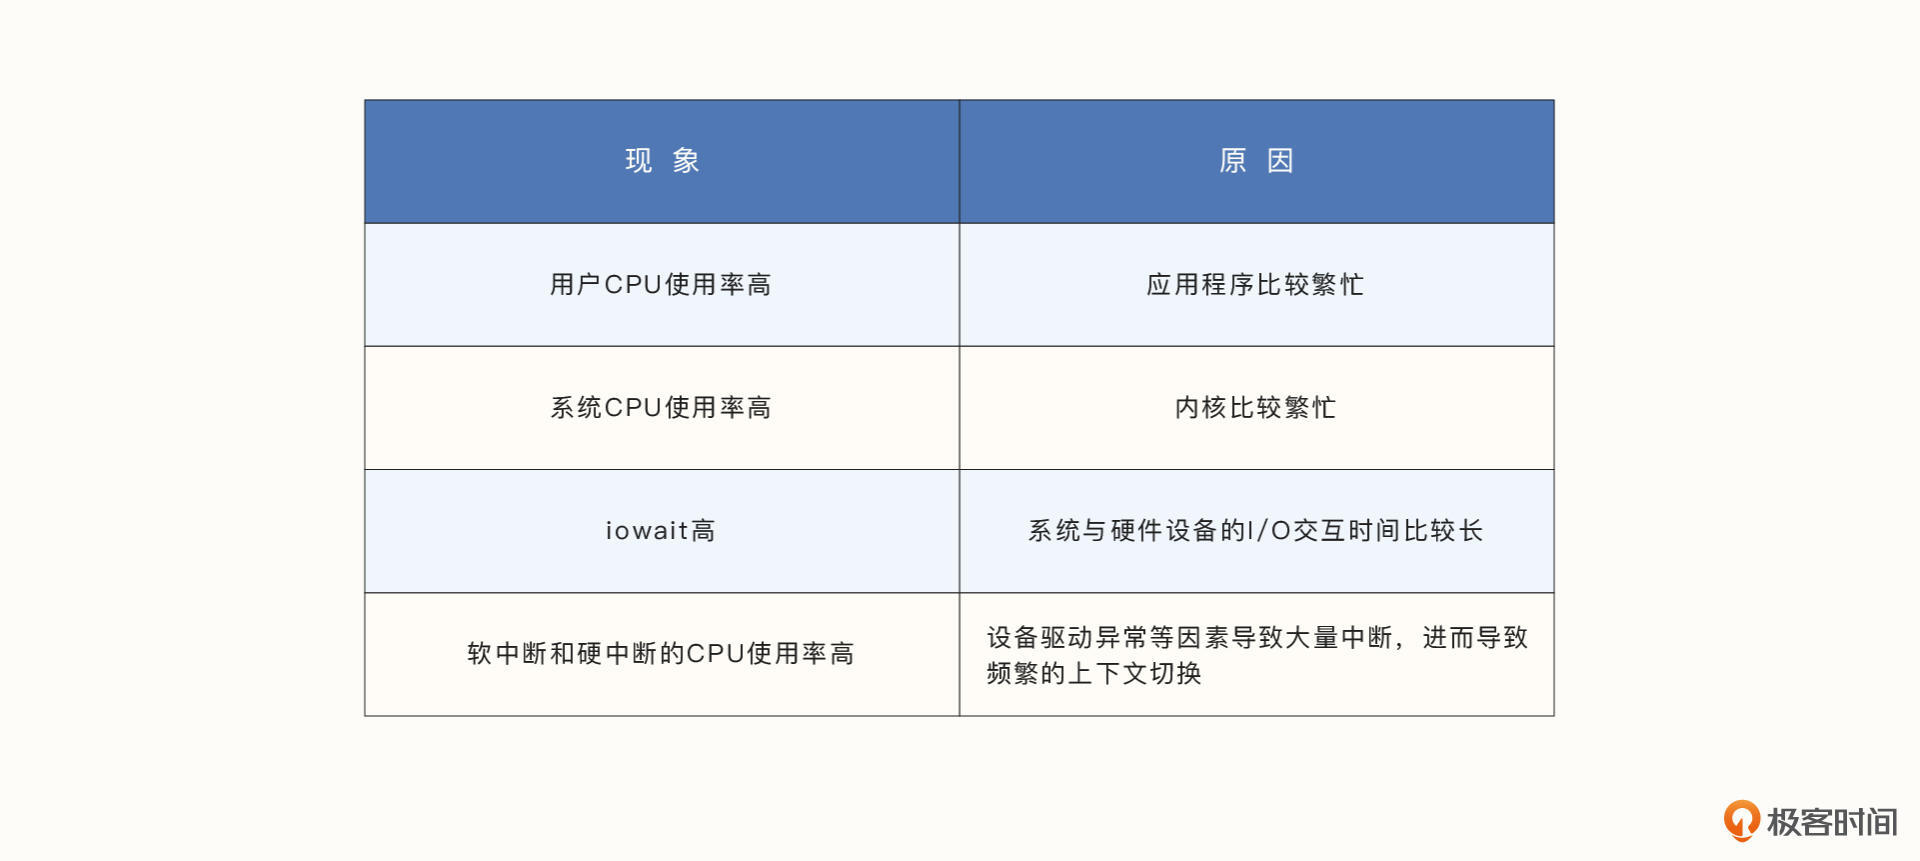 现 象
原 因
用户CPU使用率高
应用程序比较繁忙
系统CPU使用率高
内核比较繁忙
iowait高
系统与硬件设备的I/O交互时间比较长
软中断和硬中断的CPU使用率高
设备驱动异常等因素导致大量中断，进而导致
频繁的上下文切换
极客时间